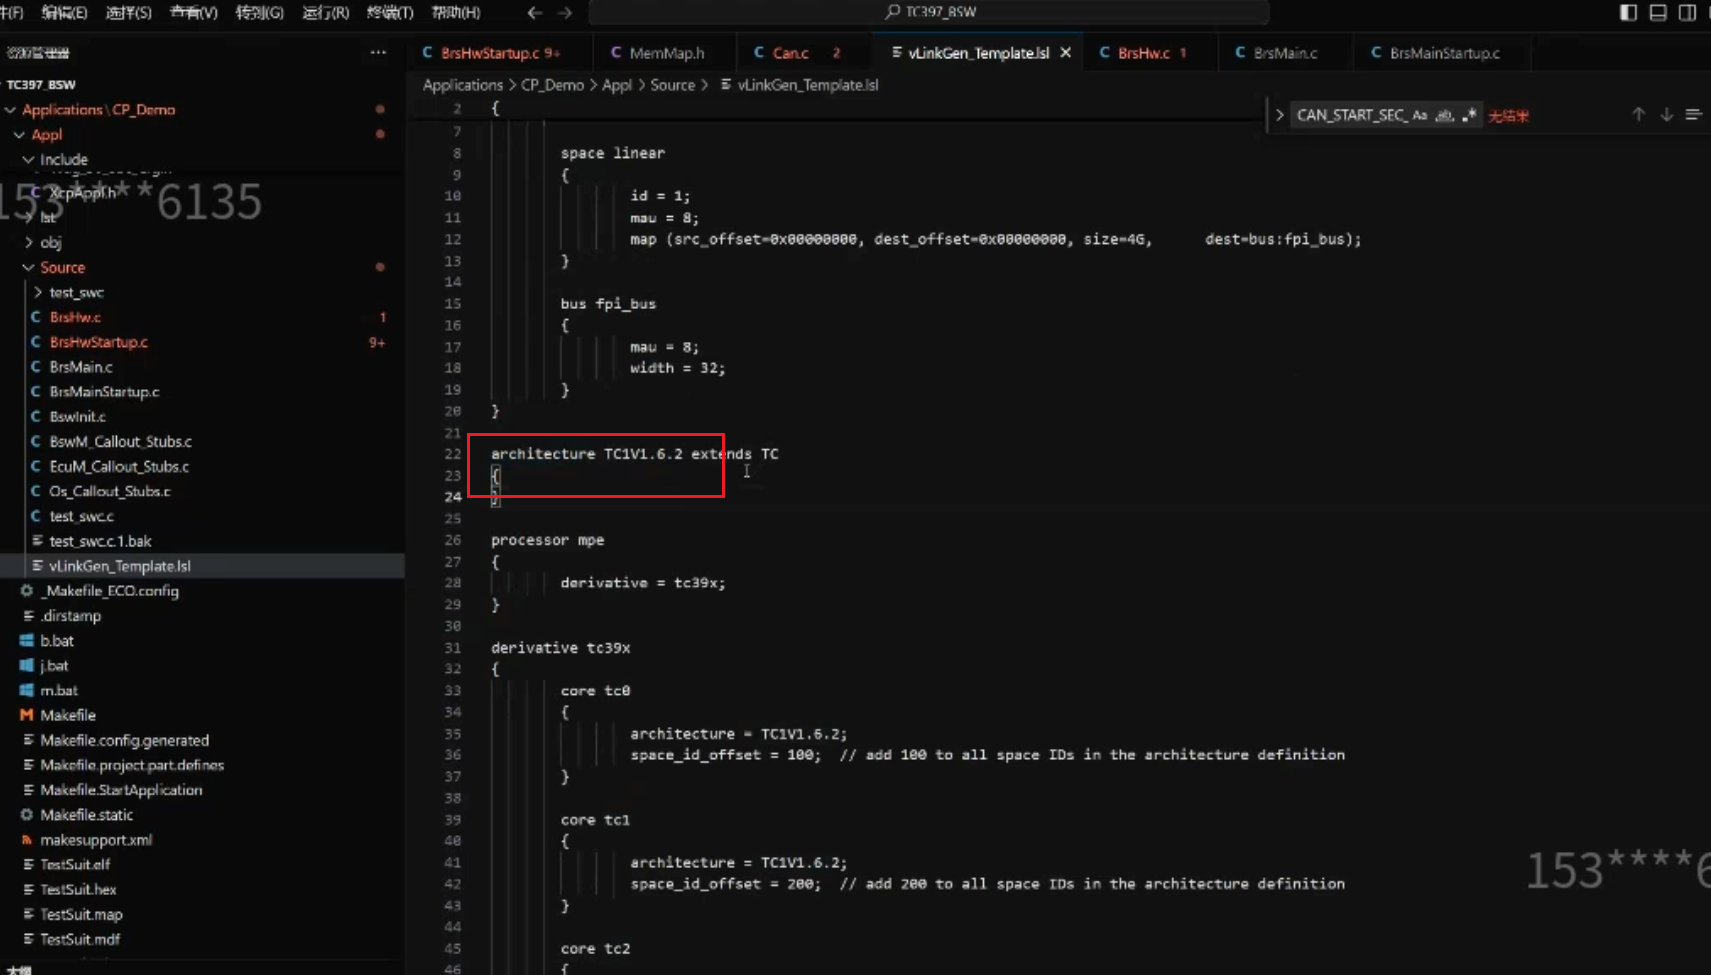 件(F) 编辑(E) 选择(S) 查看(V) 转到(G) 运行(R) 终端(T) 帮助(H) TC397_BSW
资源管理器
TC397_BSW
Applications \ CP_Demo
Appl
Include
XcpAppl.h
lst
obj
Source
test_swc
BrsHw.c 1
BrsHwStartup.c 9+
BrsMain.c
BrsMainStartup.c
BswInit.c
BswM_Callout_Stubs.c
EcuM_Callout_Stubs.c
Os_Callout_Stubs.c
test_swc.c
test_swc.c.1.bak
vLinkGen_Template.lsl
_Makefile_ECO.config
.dirstamp
b.bat
j.bat
m.bat
Makefile
Makefile.config.generated
Makefile.project.part.defines
Makefile.StartApplication
Makefile.static
makesupport.xml
TestSuit.elf
TestSuit.hex
TestSuit.map
TestSuit.mdf
大纲
153****6135
BrsHwStartup.c 9+ MemMap.h Can.c 2 vLinkGen_Template.lsl BrsHw.c 1 BrsMain.c BrsMainStartup.c
Applications > CP_Demo > Appl > Source > vLinkGen_Template.lsl
CAN_START_SEC_ Aa ab 无结果
2 {
7
8 space linear
9 {
10 id = 1;
11 mau = 8;
12 map (src_offset=0x00000000, dest_offset=0x00000000, size=4G, dest=bus:fpi_bus);
13 }
14
15 bus fpi_bus
16 {
17 mau = 8;
18 width = 32;
19 }
20 }
21
22 architecture TC1V1.6.2 extends TC
23 {
24 }
25
26 processor mpe
27 {
28 derivative = tc39x;
29 }
30
31 derivative tc39x
32 {
33 core tc0
34 {
35 architecture = TC1V1.6.2;
36 space_id_offset = 100; // add 100 to all space IDs in the architecture definition
37 }
38
39 core tc1
40 {
41 architecture = TC1V1.6.2;
42 space_id_offset = 200; // add 200 to all space IDs in the architecture definition
43 }
44
45 core tc2
46 {
153****6